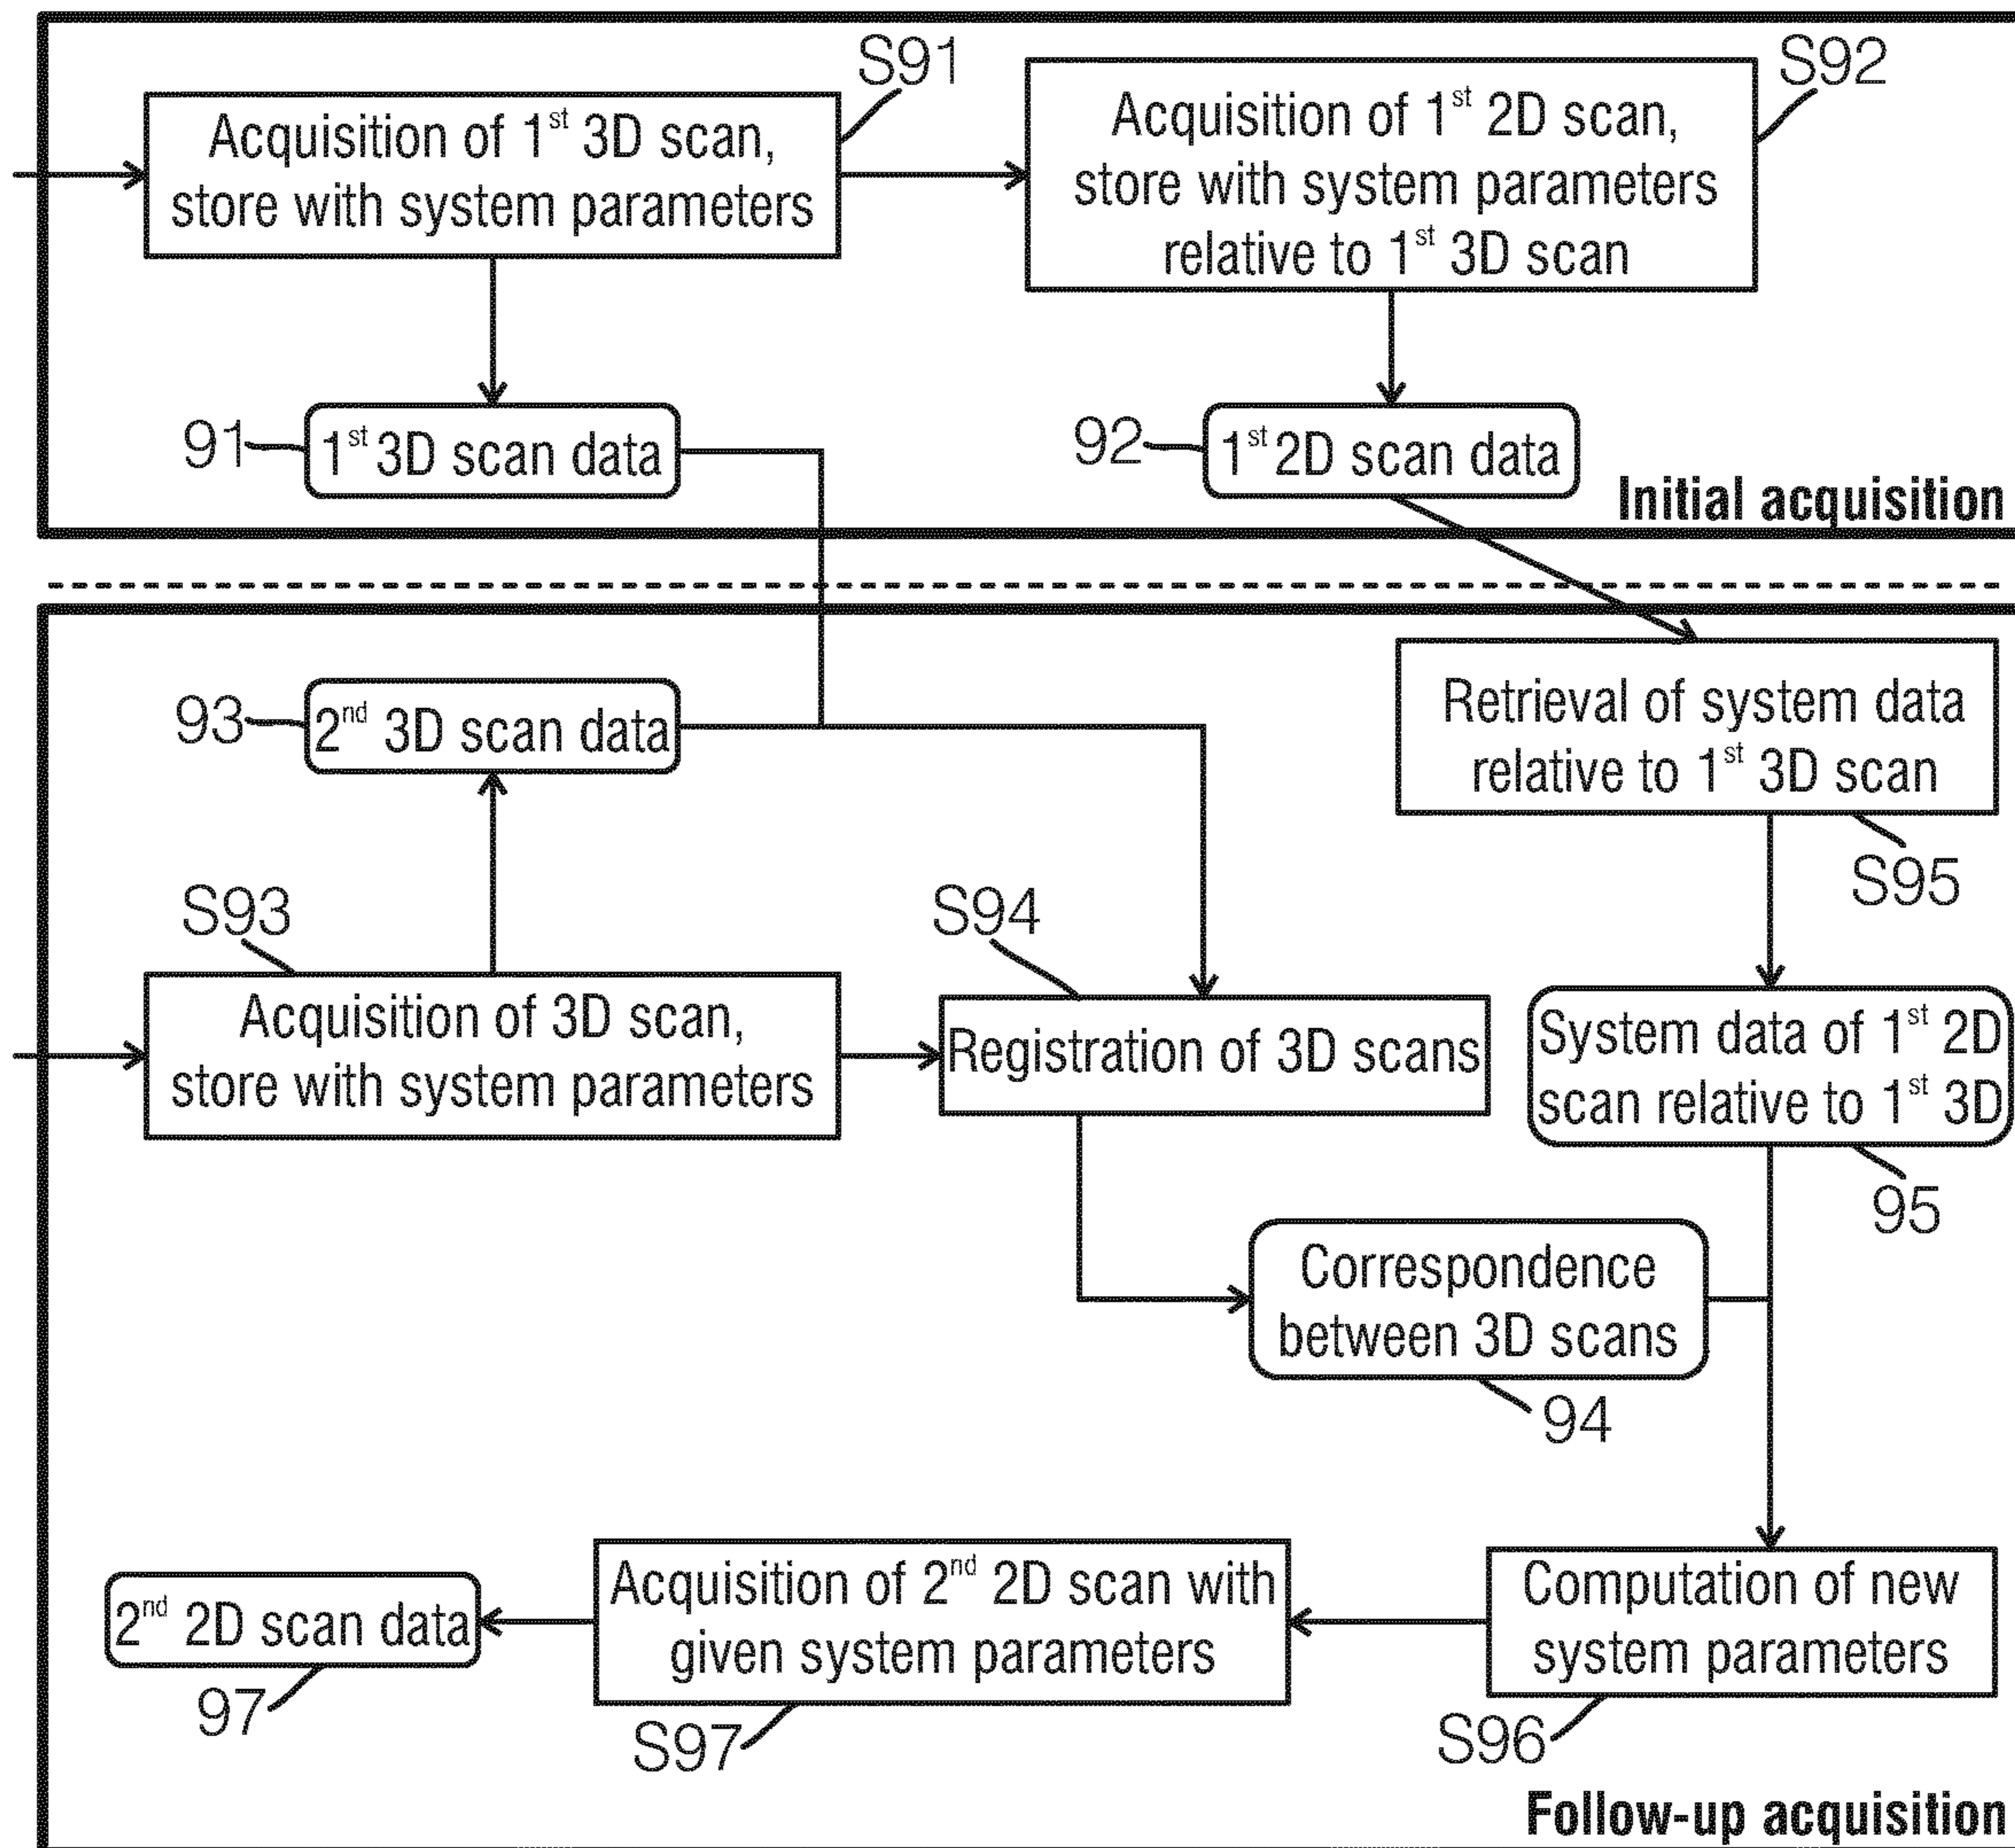 S91
S92
Acquisition of 1st 3D scan,
store with system parameters
Acquisition of 1st 2D scan,
store with system parameters
relative to 1st 3D scan
91
1st 3D scan data
92
1st 2D scan data
Initial acquisition
93
2nd 3D scan data
Retrieval of system data
relative to 1st 3D scan
S95
S93
S94
Acquisition of 3D scan,
store with system parameters
Registration of 3D scans
System data of 1st 2D
scan relative to 1st 3D
95
Correspondence
between 3D scans
94
2nd 2D scan data
97
Acquisition of 2nd 2D scan with
given system parameters
S97
Computation of new
system parameters
S96
Follow-up acquisition